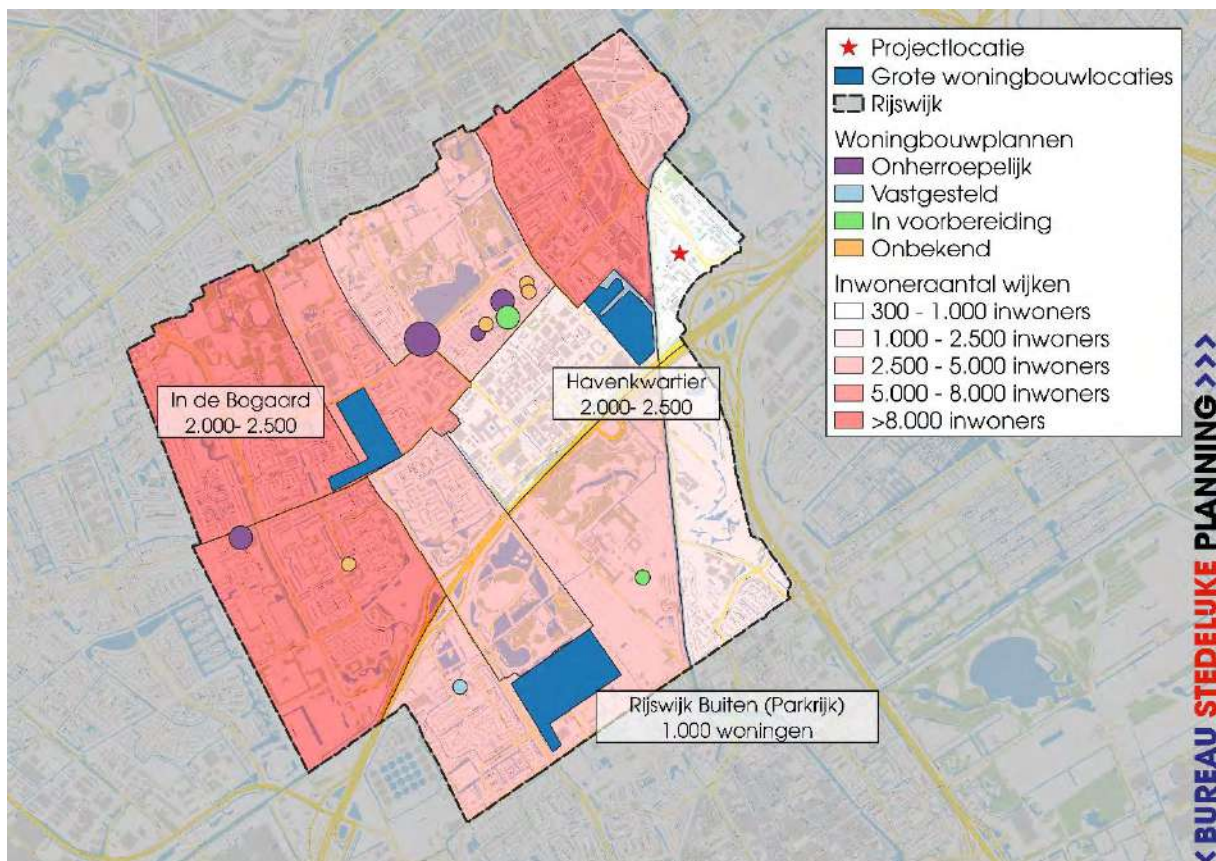 Projectlocatie
Grote woningbouwlocaties
Rijswijk
Woningbouwplannen
Onherroepelijk
Vastgesteld
In voorbereiding
Onbekend
Inwoneraantal wijken
300 - 1.000 inwoners
1.000 - 2.500 inwoners
2.500 - 5.000 inwoners
5.000 - 8.000 inwoners
>8.000 inwoners
In de Bogaard
2.000- 2.500
Havenkwartier
2.000- 2.500
Rijswijk Buiten (Parkrijk)
1.000 woningen
<BUREAU STEDELIJKE PLANNING>>>